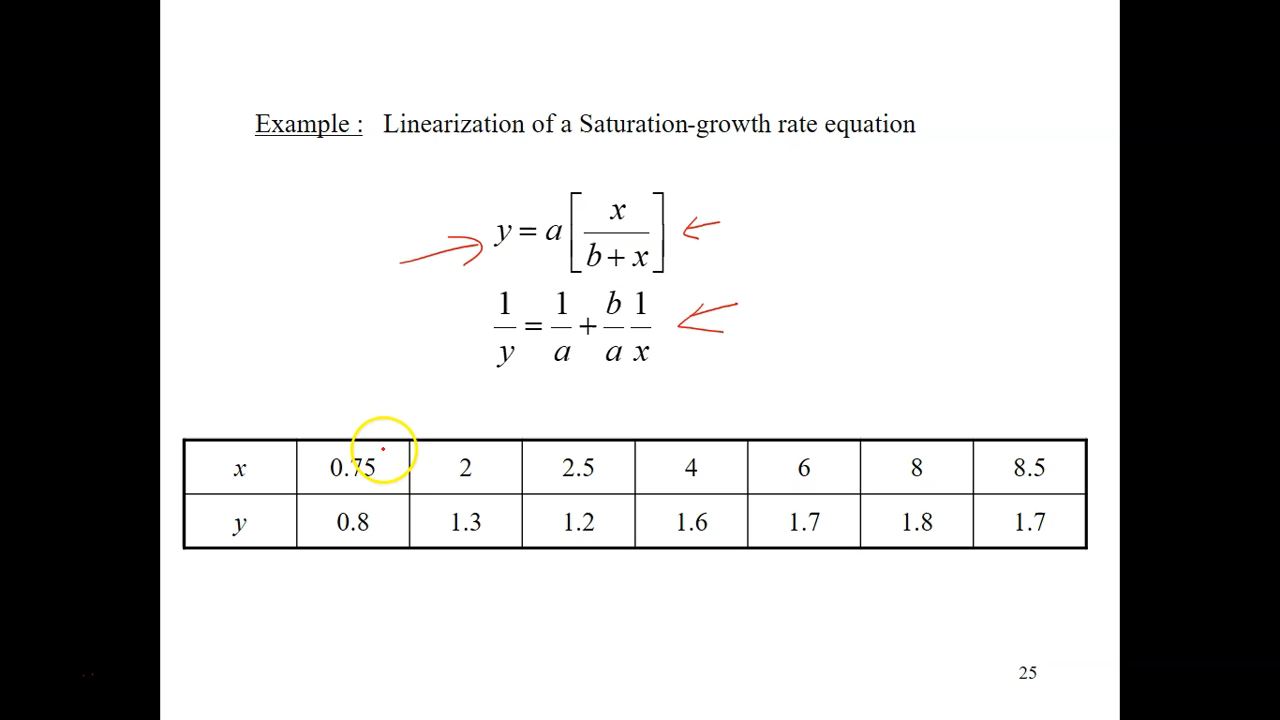 Example : Linearization of a Saturation-growth rate equation
y = a [ x / (b + x) ]
1/y = 1/a + b/a 1/x
x 0.75 2 2.5 4 6 8 8.5
y 0.8 1.3 1.2 1.6 1.7 1.8 1.7
25